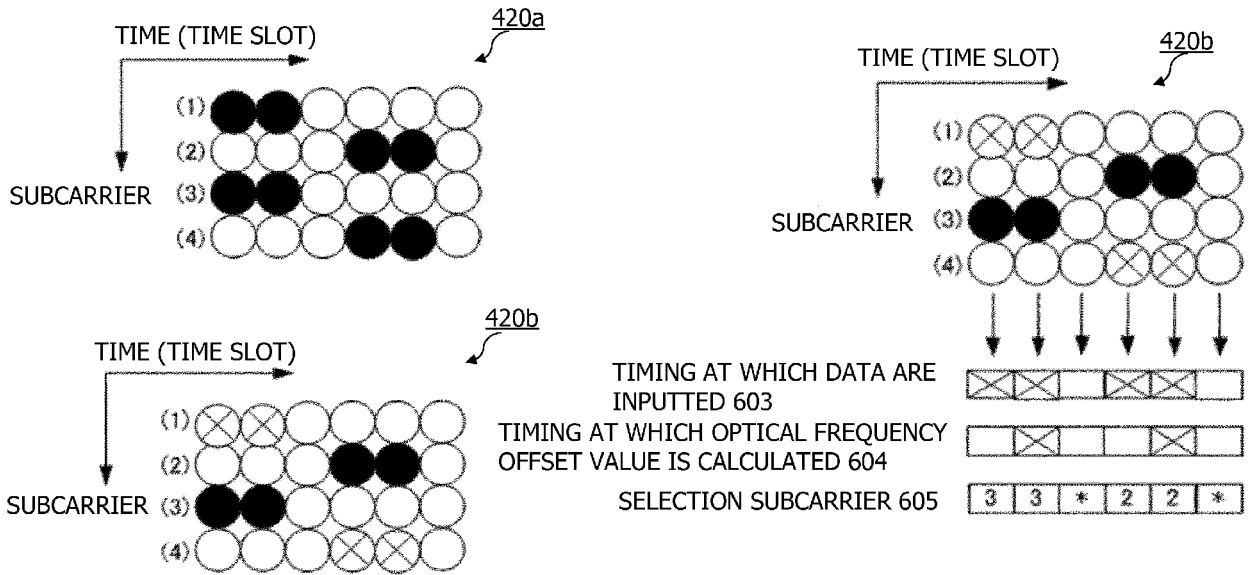 420a
TIME (TIME SLOT)
(1)
(2)
SUBCARRIER
(3)
(4)
420b
TIME (TIME SLOT)
(1)
(2)
SUBCARRIER
(3)
(4)
420b
TIME (TIME SLOT)
(1)
(2)
SUBCARRIER
(3)
(4)
TIMING AT WHICH DATA ARE
INPUTTED 603
TIMING AT WHICH OPTICAL FREQUENCY
OFFSET VALUE IS CALCULATED 604
SELECTION SUBCARRIER 605
3 3 * 2 2 *